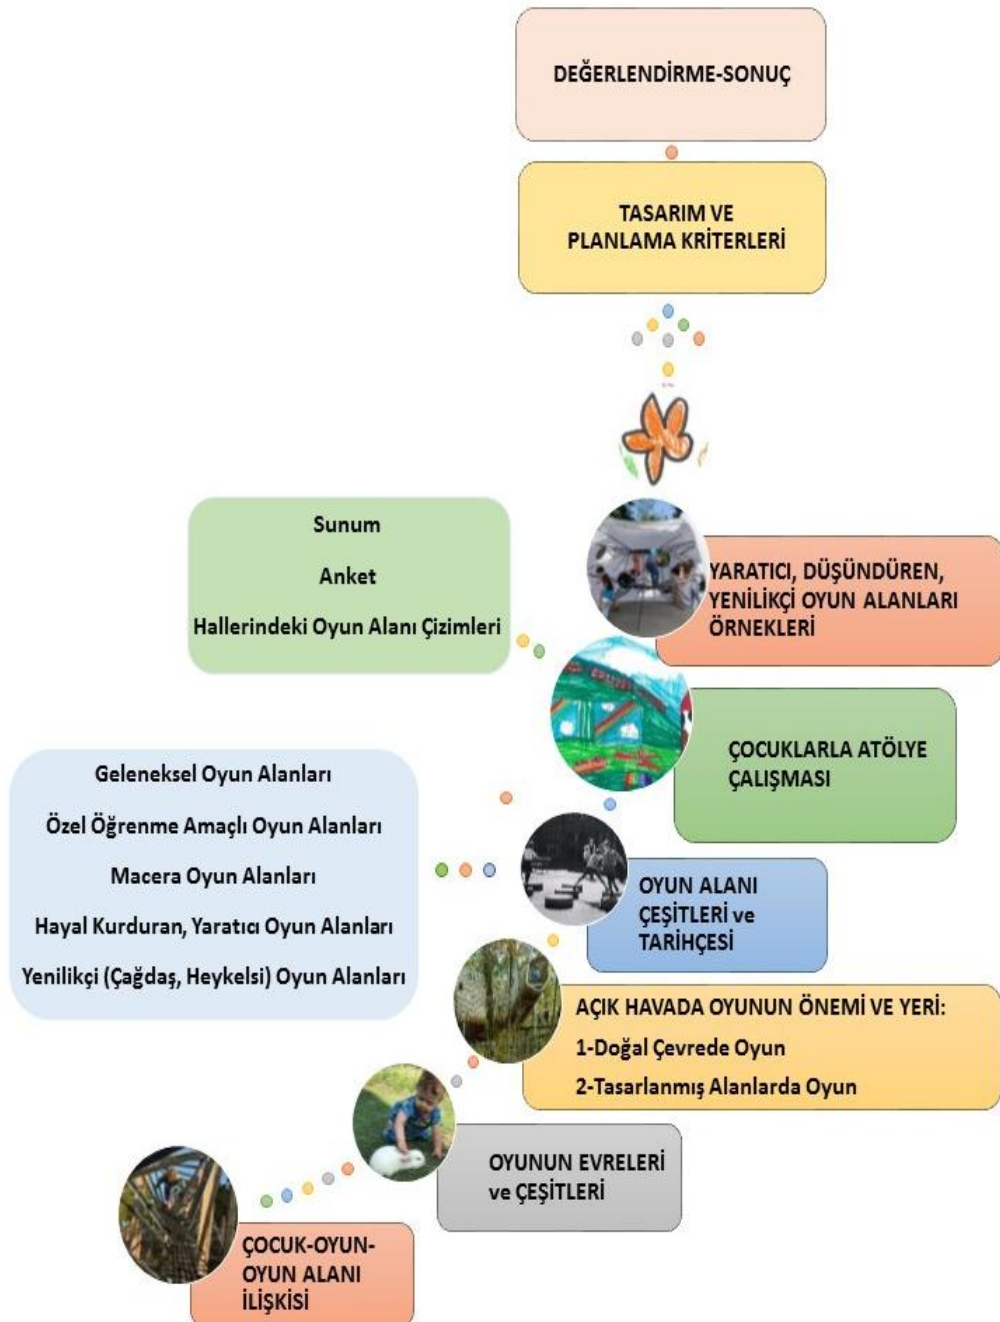 DEĞERLENDİRME-SONUÇ
TASARIM VE
PLANLAMA KRİTERLERİ
Sunum
Anket
Hallerindeki Oyun Alanı Çizimleri
YARATICI, DÜŞÜNDÜREN,
YENİLİKÇİ OYUN ALANLARI
ÖRNEKLERİ
ÇOCUKLARLA ATÖLYE
ÇALIŞMASI
Geleneksel Oyun Alanları
Özel Öğrenme Amaçlı Oyun Alanları
Macera Oyun Alanları
Hayal Kurduran, Yaratıcı Oyun Alanları
Yenilikçi (Çağdaş, Heykelsi) Oyun Alanları
OYUN ALANI
ÇEŞİTLERİ ve
TARİHÇESİ
AÇIK HAVADA OYUNUN ÖNEMİ VE YERİ:
1-Doğal Çevrede Oyun
2-Tasarlanmış Alanlarda Oyun
OYUNUN EVRELERİ
ve ÇEŞİTLERİ
ÇOCUK-OYUN-
OYUN ALANI
İLİŞKİSİ